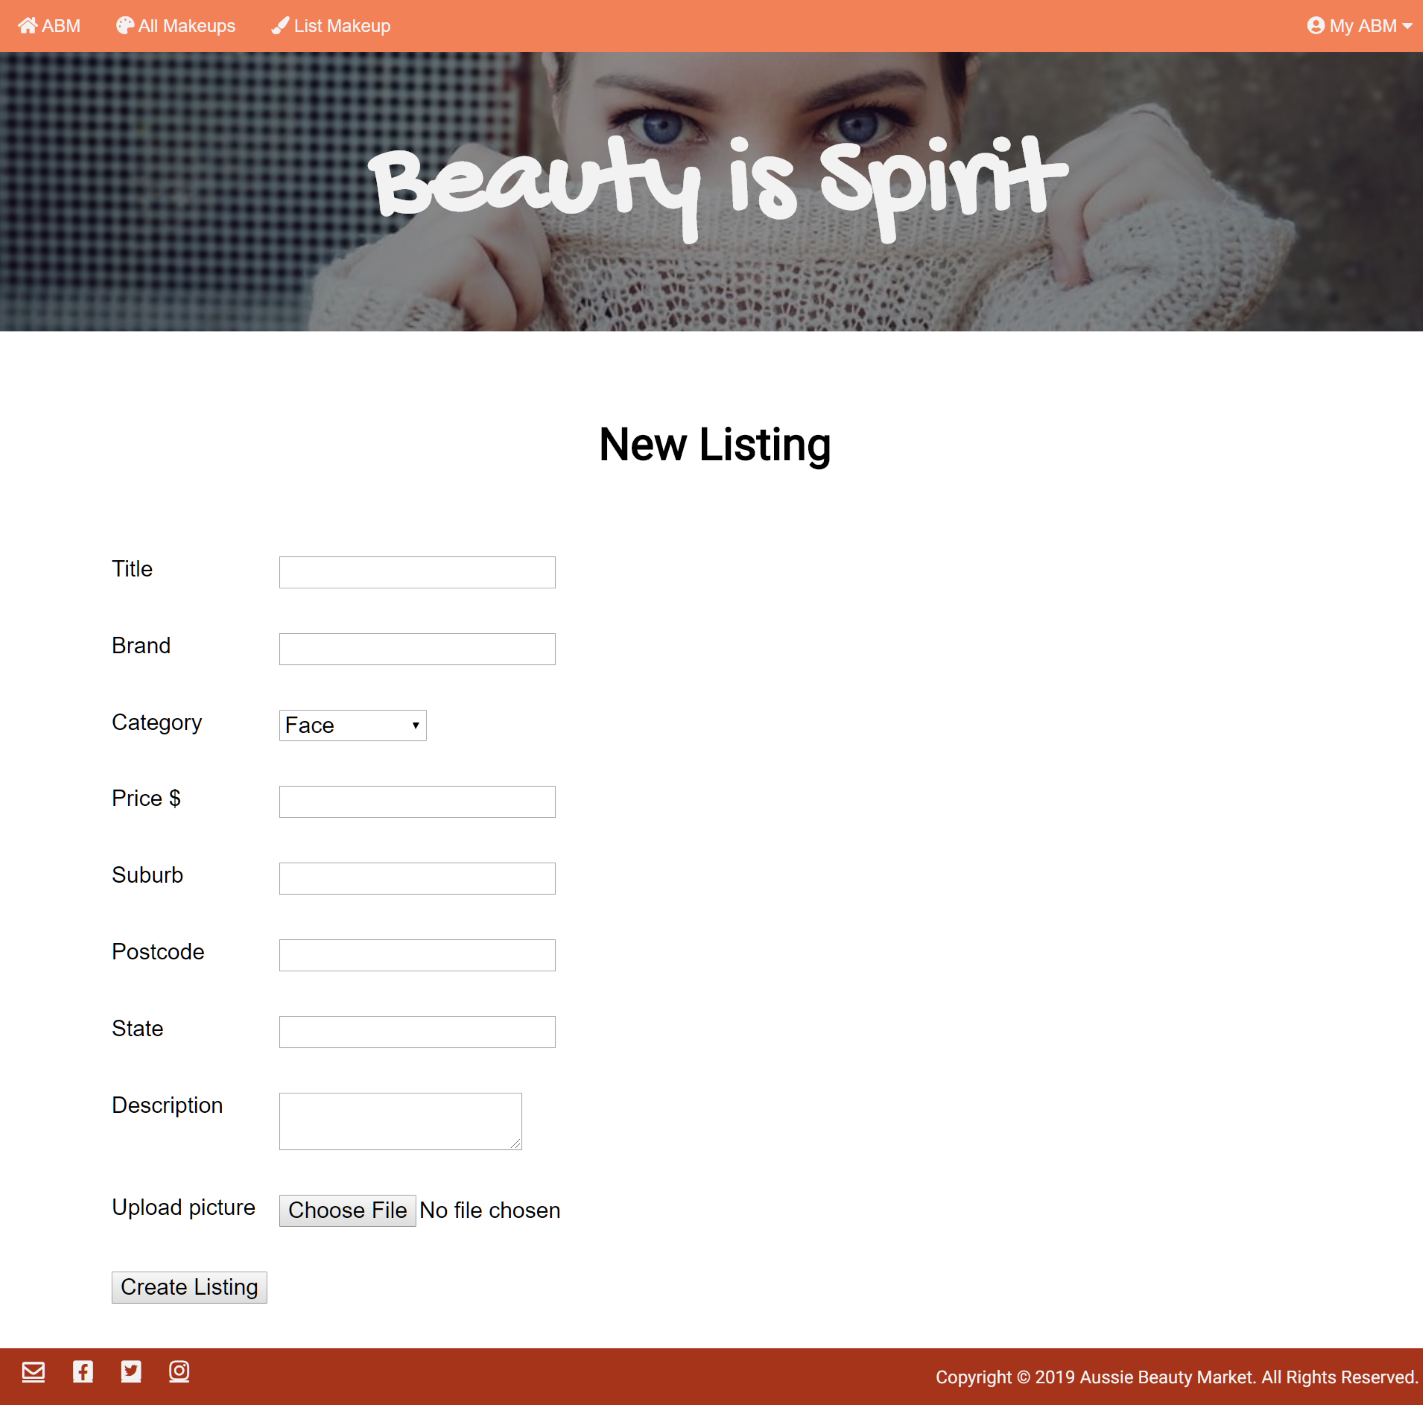 ABM All Makeups List Makeup My ABM
Beauty is Spirit
New Listing
Title
Brand
Category Face
Price $
Suburb
Postcode
State
Description
Upload picture Choose File No file chosen
Create Listing
Copyright © 2019 Aussie Beauty Market. All Rights Reserved.